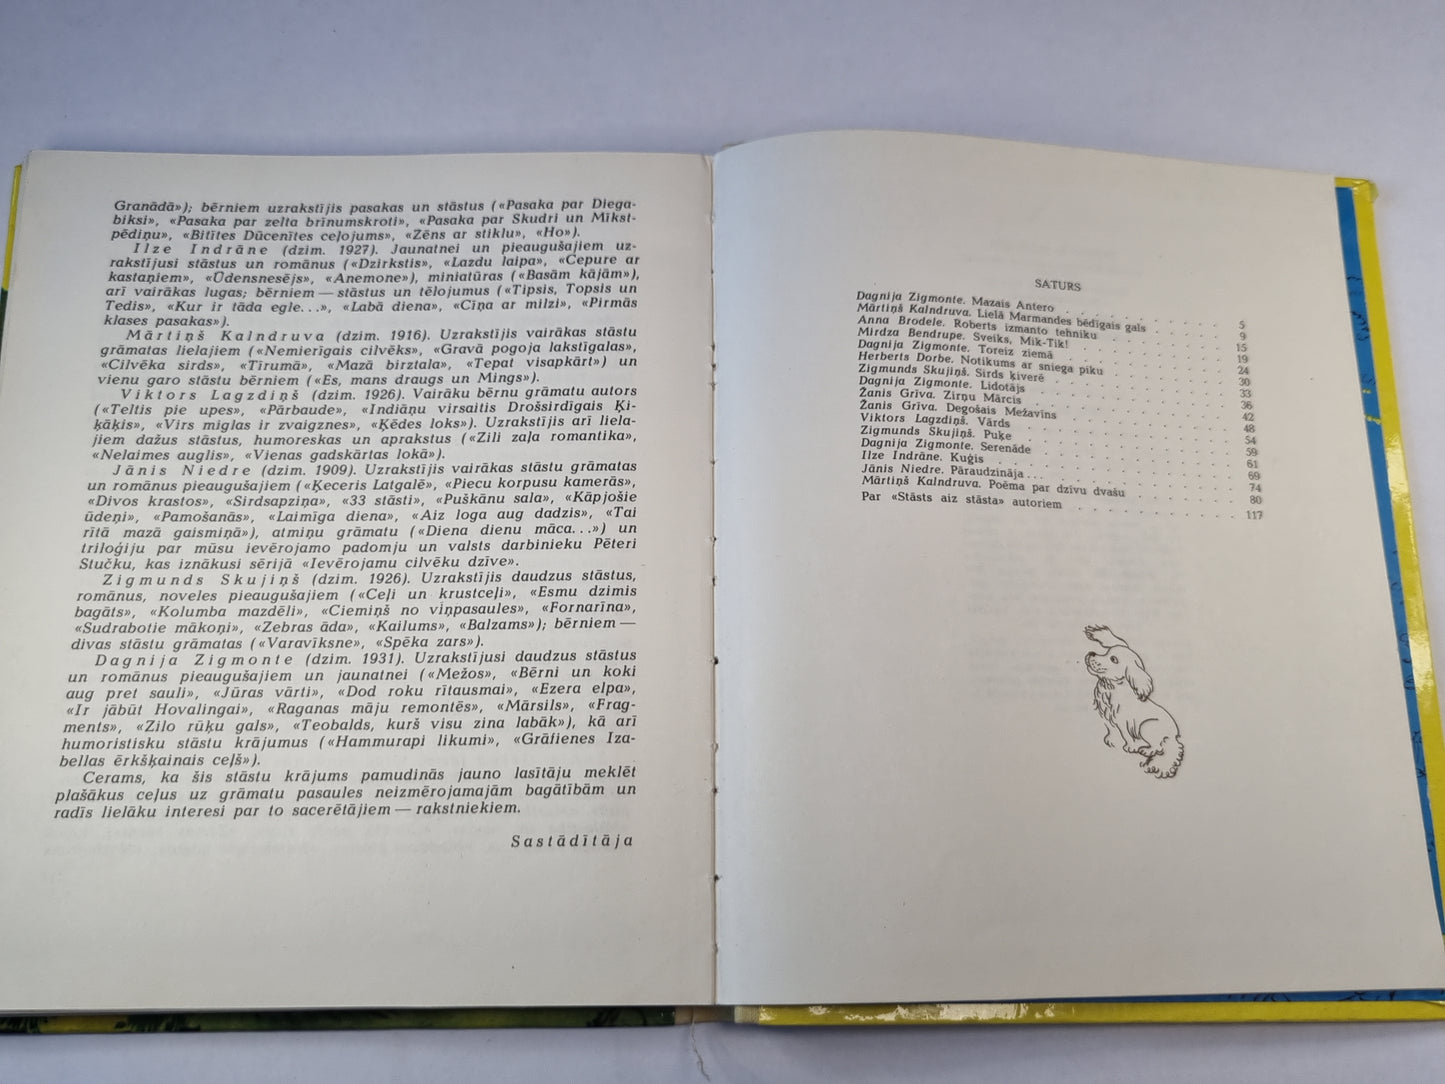 Granādā»); bērniem uzrakstījis pasakas un stāstus («Pasaka par Diega-
biksi», «Pasaka par zelta brīnumskroti», «Pasaka par Skudri un Mīkst-
pēdiņu», «Bitītes Dūcenītes ceļojums», «Zēns ar stiklu», «Ho»).
Ilze Indrāne (dzim. 1927). Jaunatnei un pieaugušajiem uz-
rakstījusi stāstus un romānus («Dzirkstis», «Lazdu laipa», «Cepure ar
kastaņiem», «Ūdensnesējs», «Anemone»), miniatūras («Basām kājām»),
arī vairākas lugas; bērniem — stāstus un tēlojumus («Tipsis, Topsis un
Tedis», «Kur ir tāda egle...», «Labā diena», «Cīņa ar milzi», «Pirmās
klases pasakas»).
Mārtiņš Kalndruva (dzim. 1916). Uzrakstījis vairākas stāstu
grāmatas lielajiem («Nemierīgais cilvēks», «Gravā pogoja lakstīgalas»,
«Cilvēka sirds», «Tīrumā», «Mazā birztala», «Tepat visapkārt») un
vienu garo stāstu bērniem («Es, mans draugs un Mings»).
Viktors Lagzdiņš (dzim. 1926). Vairāku bērnu grāmatu autors
(«Teltis pie upes», «Pārbaude», «Indiāņu virsaitis Drošsirdīgais Ķi-
ķāķis», «Virs miglas ir zvaigznes», «Ķēdes loks»). Uzrakstījis arī liela-
jiem dažus stāstus, humoreskas un aprakstus («Zili zaļa romantika»,
«Nelaimes auglis», «Vienas gadskārtas lokā»).
Jānis Niedre (dzim. 1909). Uzrakstījis vairākas stāstu grāmatas
un romānus pieaugušajiem («Ķeceris Latgalē», «Piecu korpusu kamerās»,
«Divos krastos», «Sirdsapziņa», «33 stāsti», «Puškānu sala», «Kāpjošie
ūdeņi», «Pamošanās», «Laimīga diena», «Aiz loga aug dadzis», «Tai
rītā mazā gaismiņā»), atmiņu grāmatu («Diena dienu māca...») un
triloģiju par mūsu ievērojamo padomju un valsts darbinieku Pēteri
Stučku, kas iznākusi sērijā «Ievērojamu cilvēku dzīve».
Zigmunds Skujiņš (dzim. 1926). Uzrakstījis daudzus stāstus,
romānus, noveles pieaugušajiem («Ceļi un krustceļi», «Esmu dzimis
bagāts», «Kolumba mazdēli», «Ciemiņš no viņpasaules», «Fornarīna»,
«Sudrabotie mākoņi», «Zebras āda», «Kailums», «Balzams»); bērniem —
divas stāstu grāmatas («Varavīksne», «Spēka zars»).
Dagnija Zigmonte (dzim. 1931). Uzrakstījusi daudzus stāstus
un romānus pieaugušajiem un jaunatnei («Mežos», «Bērni un koki
aug pret sauli», «Jūras vārti», «Dod roku rītausmai», «Ezera elpa»,
«Ir jābūt Hovalingai», «Raganas māju remontēs», «Mārsils», «Frag-
ments», «Zilo rūķu gals», «Teobalds, kurš visu zina labāk»), kā arī
humoristisku stāstu krājumus («Hammurapi likumi», «Grāfienes Iza-
bellas ērkšķainais ceļš»).
Cerams, ka šis stāstu krājums pamudinās jauno lasītāju meklēt
plašākus ceļus uz grāmatu pasaules neizmērojamajām bagātībām un
radīs lielāku interesi par to sacerētājiem — rakstniekiem.
Sastādītāja
SATURS
Dagnija Zigmonte. Mazais Antero . . . . . . . . 5
Mārtiņš Kalndruva. Lielā Marmandes bēdīgais gals . . . . 9
Anna Brodele. Roberts izmanto tehniku . . . . . . 15
Mirdza Bendrupe. Sveiks, Mik-Tik! . . . . . . . 19
Dagnija Zigmonte. Toreiz ziemā . . . . . . . . 24
Herberts Dorbe. Notikums ar sniega piku . . . . . . 30
Zigmunds Skujiņš. Sirds ķiverē . . . . . . . . 33
Dagnija Zigmonte. Lidotājs . . . . . . . . . 36
Žanis Grīva. Zirņu Mārcis . . . . . . . . . 42
Žanis Grīva. Degošais Mežavīns . . . . . . . . 48
Viktors Lagzdiņš. Vārds . . . . . . . . . . 54
Zigmunds Skujiņš. Puķe . . . . . . . . . . 59
Dagnija Zigmonte. Serenāde . . . . . . . . . 61
Ilze Indrāne. Kuģis . . . . . . . . . . . 69
Jānis Niedre. Pāraudzināja... . . . . . . . . . 74
Mārtiņš Kalndruva. Poēma par dzīvu dvašu . . . . . 80
Par «Stāsts aiz stāsta» autoriem . . . . . . . . 117